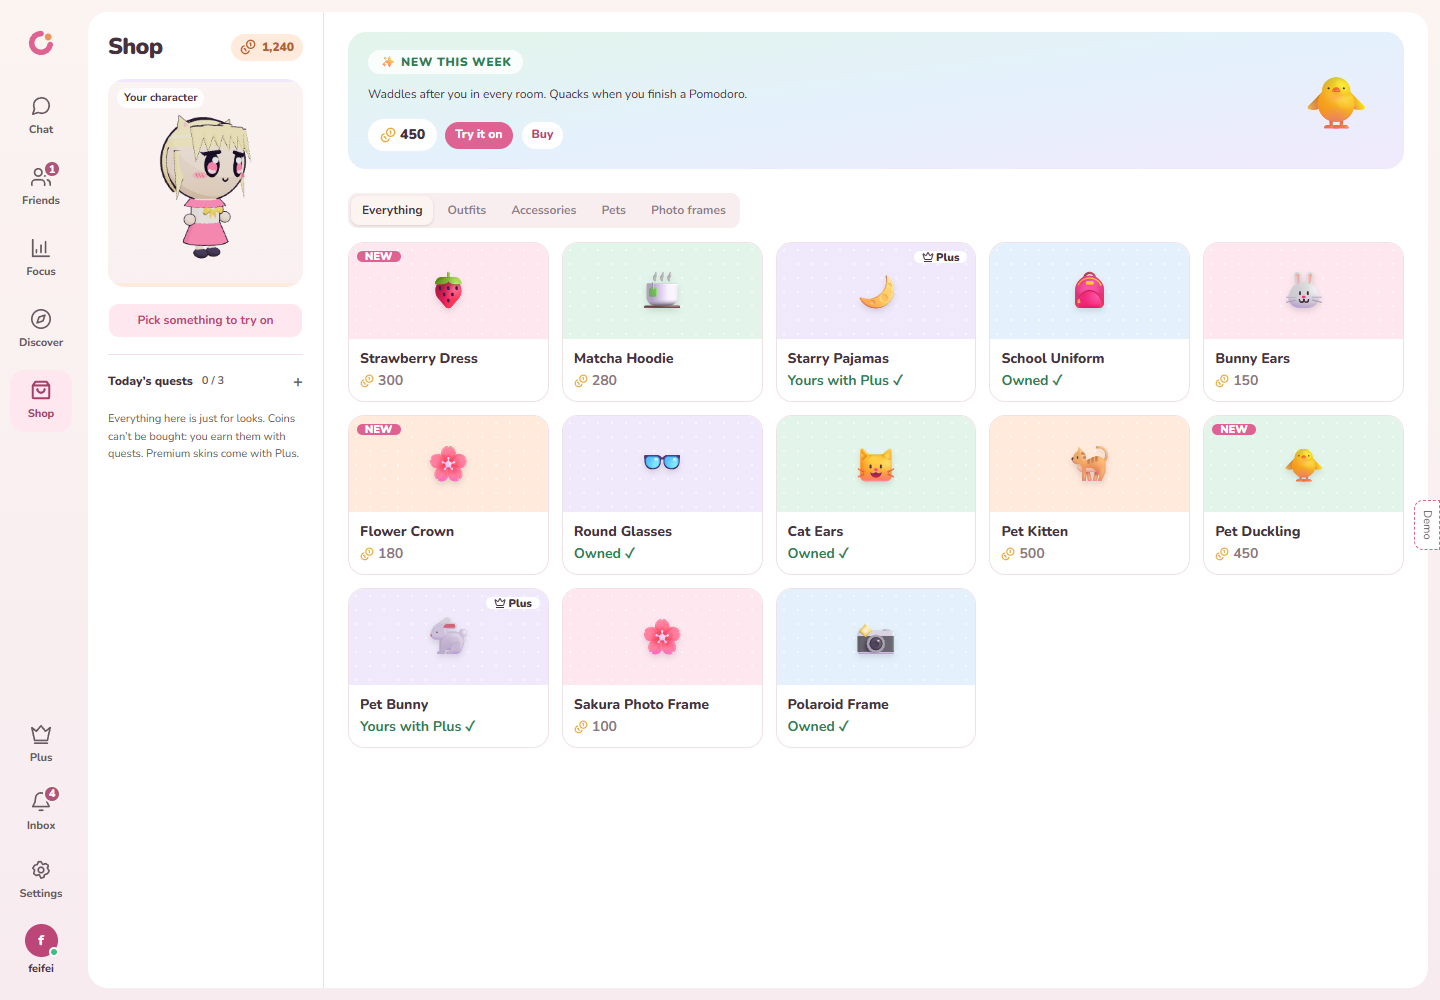 Chat
1
Friends
Focus
Discover
Shop
Plus
4
Inbox
Settings
f
feifei
Shop
1,240
Your character
Pick something to try on
Today's quests 0 / 3 +
Everything here is just for looks. Coins
can't be bought: you earn them with
quests. Premium skins come with Plus.
NEW THIS WEEK
Waddles after you in every room. Quacks when you finish a Pomodoro.
450 Try it on Buy
Everything Outfits Accessories Pets Photo frames
NEW
Strawberry Dress
300
Matcha Hoodie
280
Plus
Starry Pajamas
Yours with Plus ✓
School Uniform
Owned ✓
Bunny Ears
150
NEW
Flower Crown
180
Round Glasses
Owned ✓
Cat Ears
Owned ✓
Pet Kitten
500
NEW
Pet Duckling
450
Plus
Pet Bunny
Yours with Plus ✓
Sakura Photo Frame
100
Polaroid Frame
Owned ✓
Demo